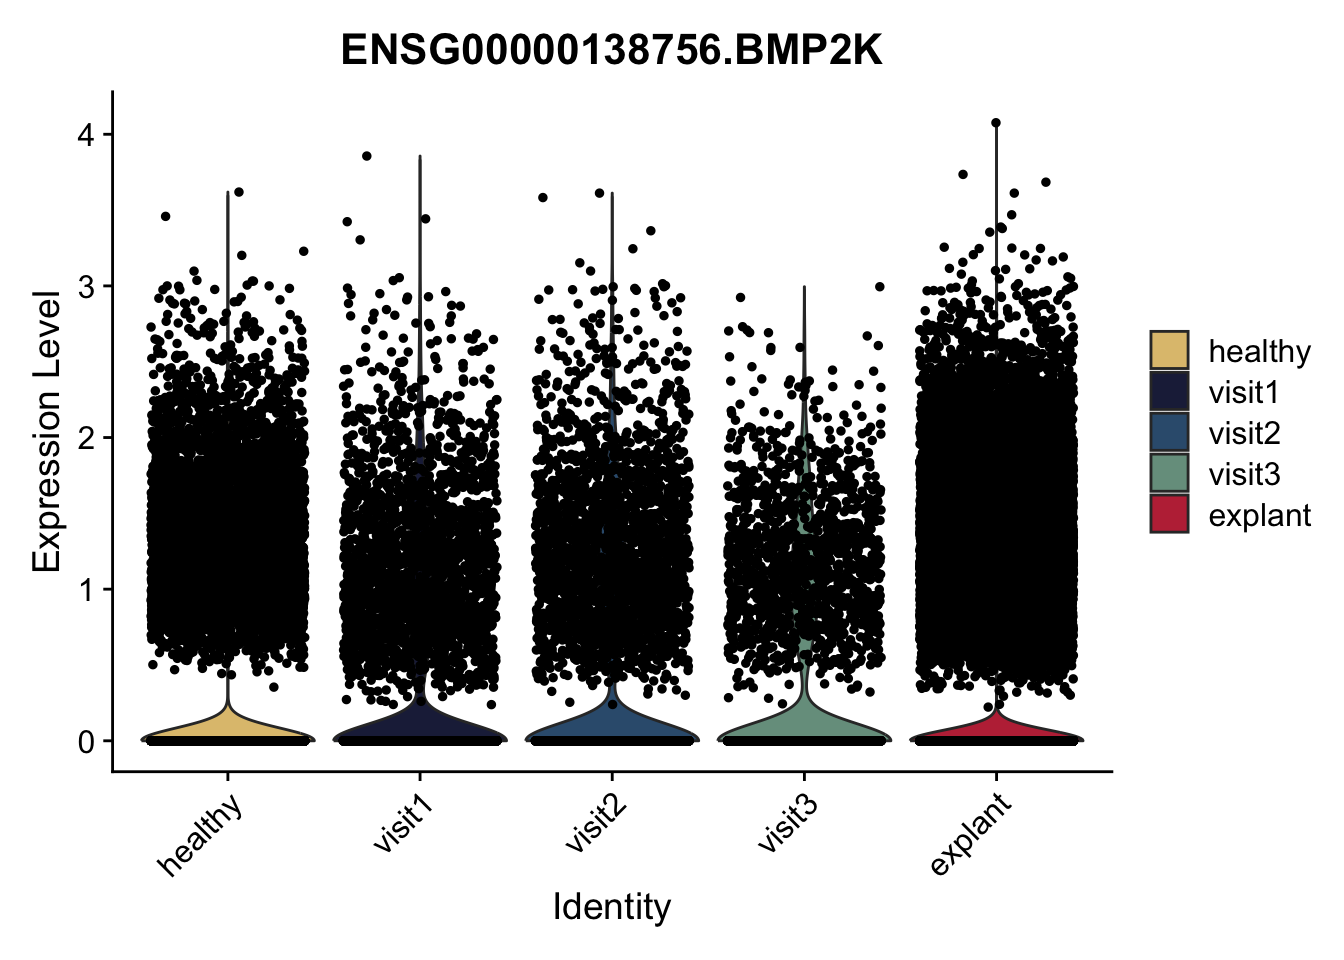 ENSG00000138756.BMP2K
Expression Level
4
3
2
1
0
healthy
visit1
visit2
visit3
explant
Identity
healthy
visit1
visit2
visit3
explant